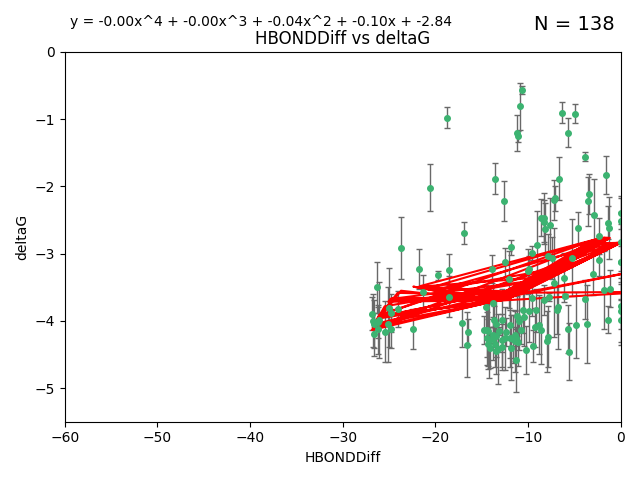 y = -0.00x^4 + -0.00x^3 + -0.04x^2 + -0.10x + -2.84
N = 138
HBONDDiff vs deltaG
0
−1
−2
−3
−4
−5
deltaG
−60 −50 −40 −30 −20 −10 0
HBONDDiff